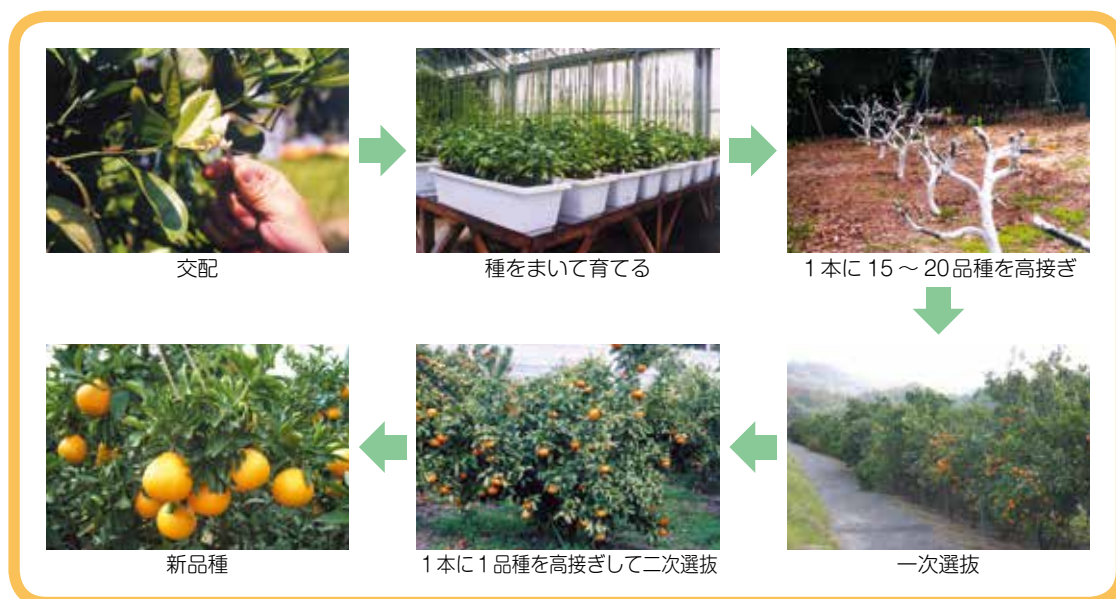 交配
種をまいて育てる
1本に15～20品種を高接ぎ
一次選抜
1本に1品種を高接ぎして二次選抜
新品種